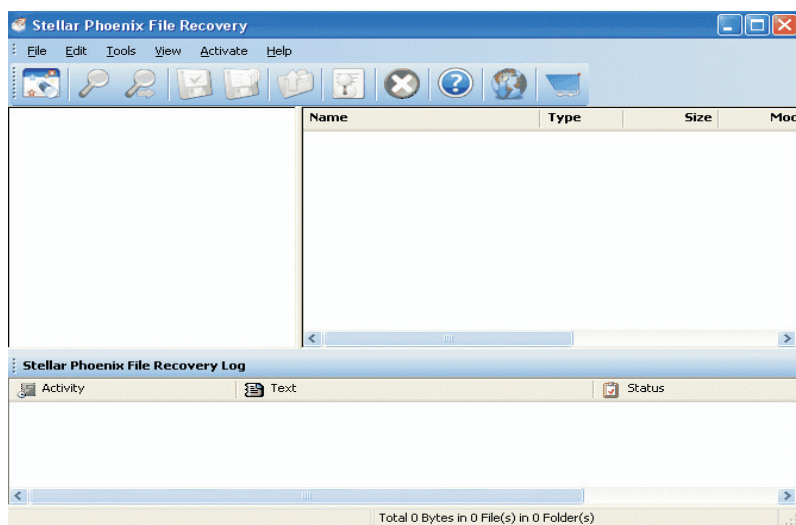 Stellar Phoenix File Recovery
File Edit Tools View Activate Help
Name Type Size Mod
Stellar Phoenix File Recovery Log
Activity Text Status
Total 0 Bytes in 0 File(s) in 0 Folder(s)